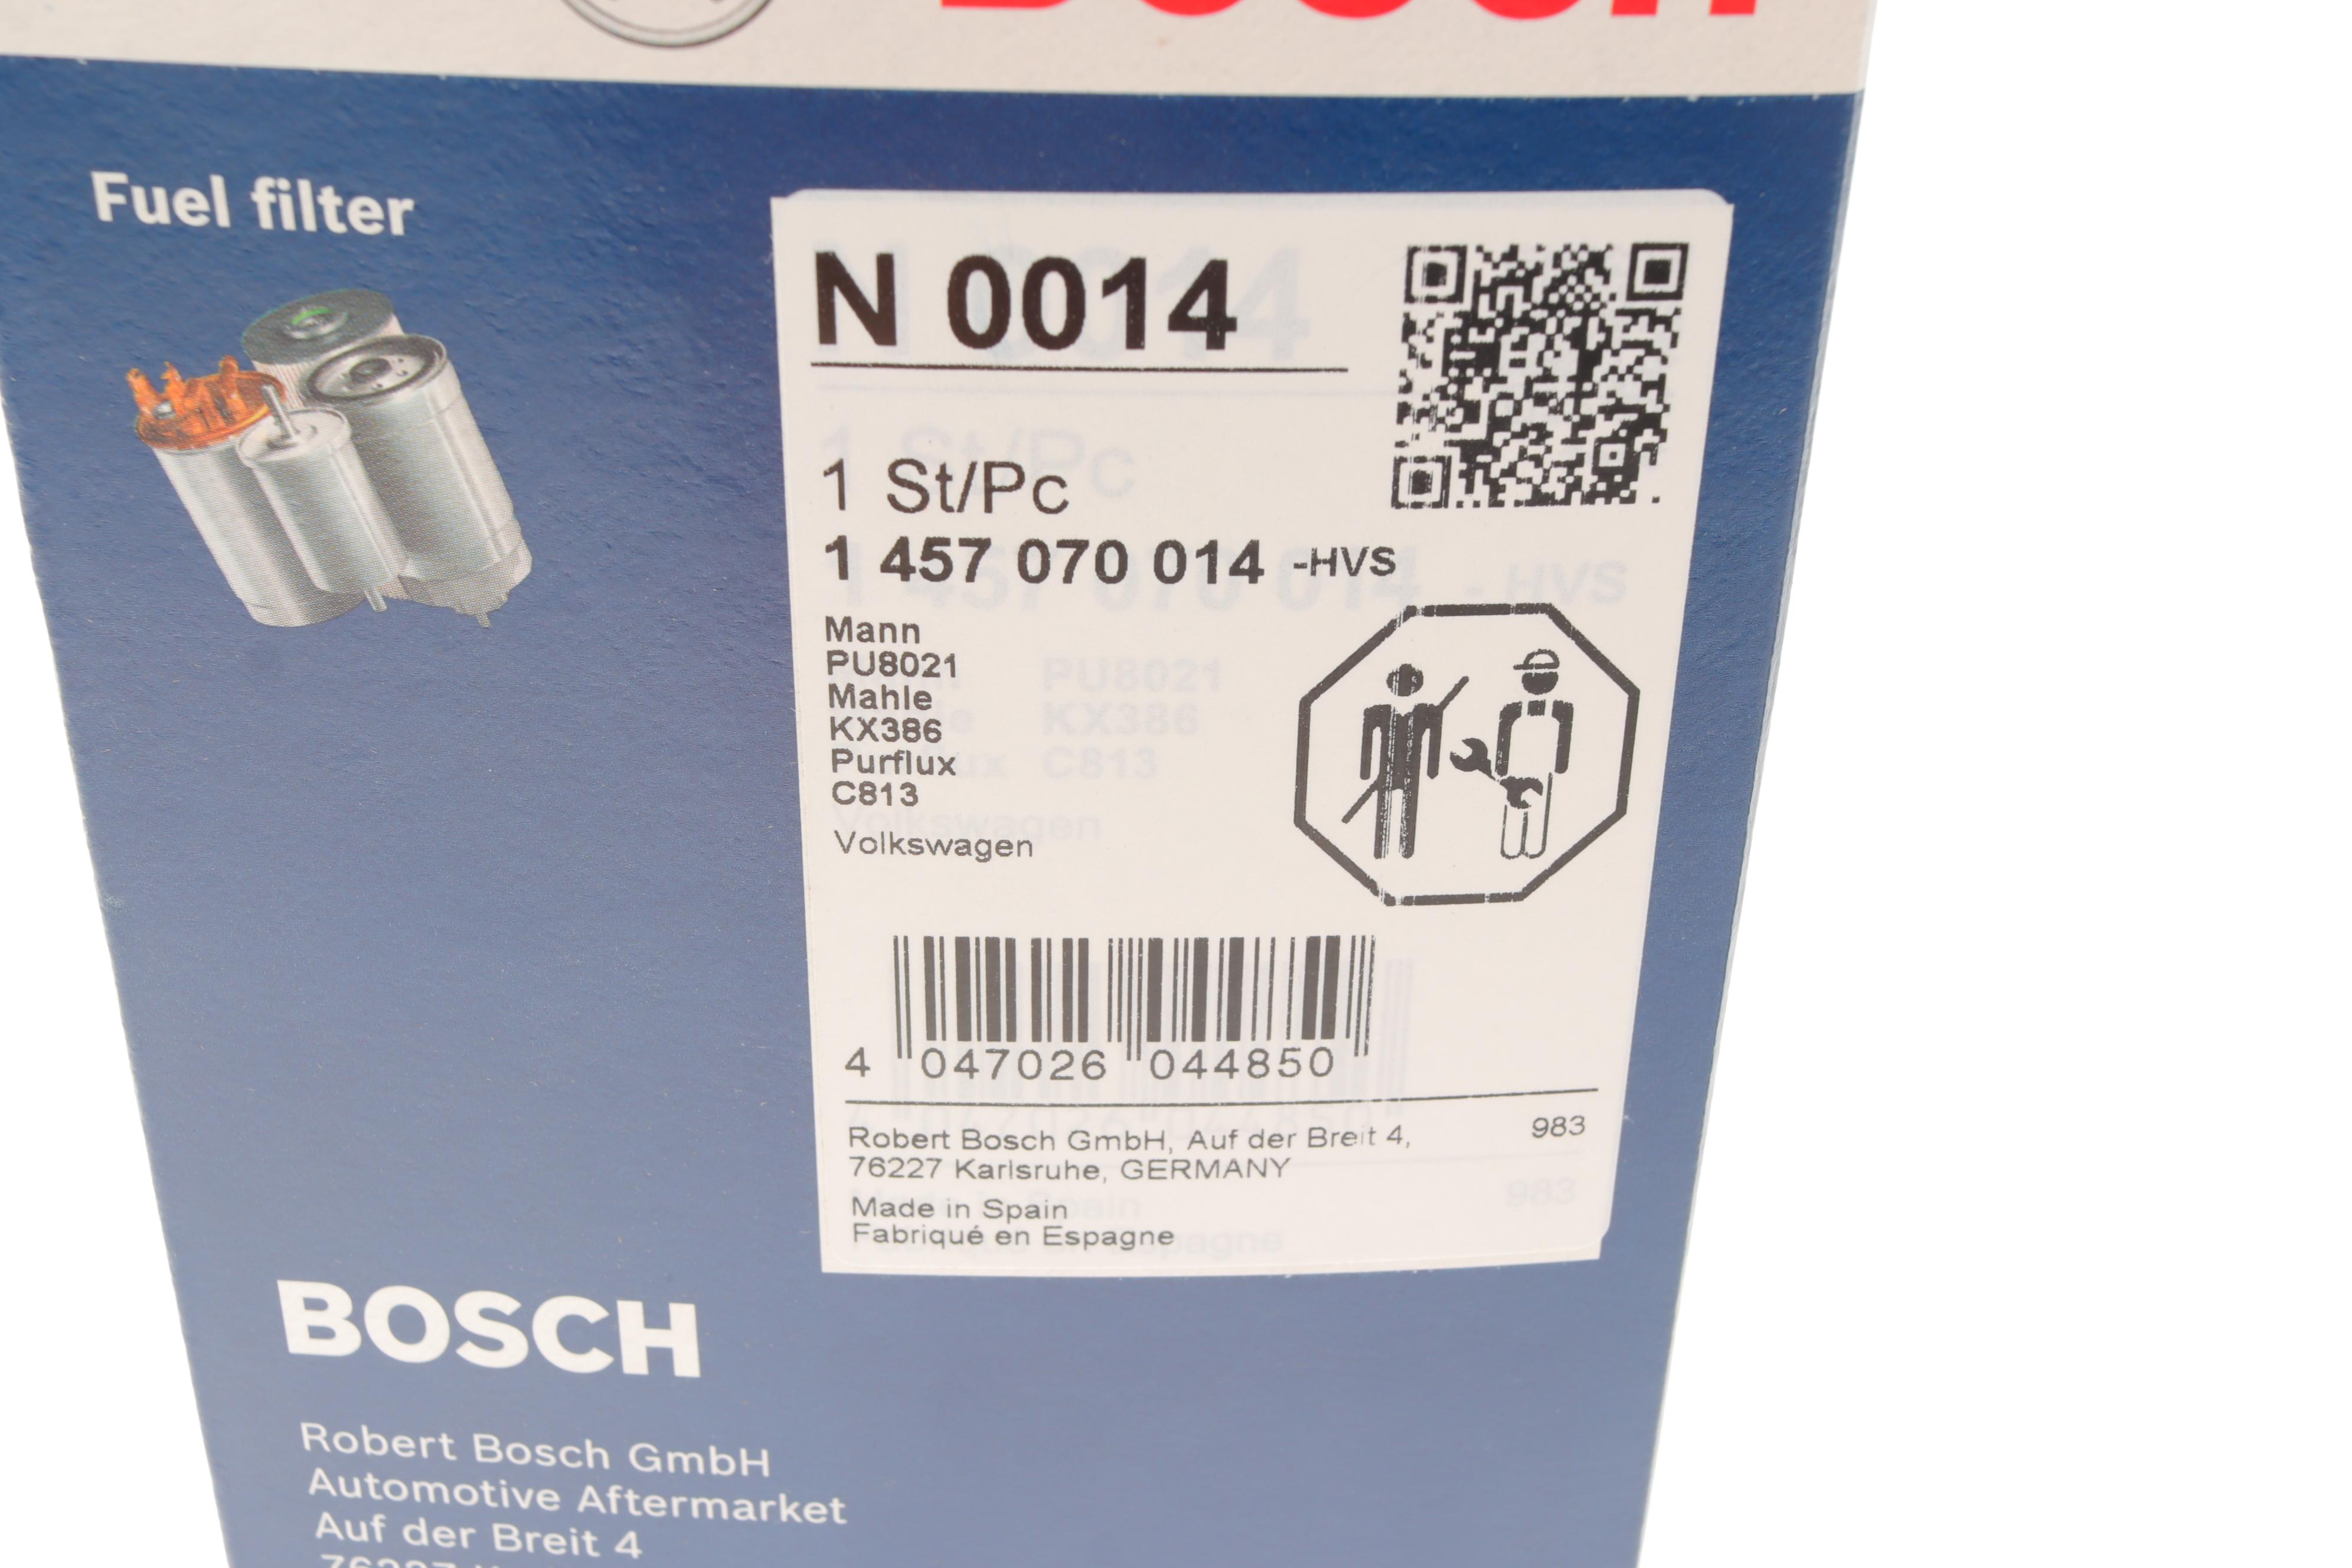 BOSCH
Fuel filter
N 0014
1 St/Pc
1 457 070 014 -HVS
Mann
PU8021
Mahle
KX386
Purflux
C813
Volkswagen
4 047026 044850
Robert Bosch GmbH, Auf der Breit 4,
76227 Karlsruhe, GERMANY
983
Made in Spain
Fabriqué en Espagne
BOSCH
Robert Bosch GmbH
Automotive Aftermarket
Auf der Breit 4